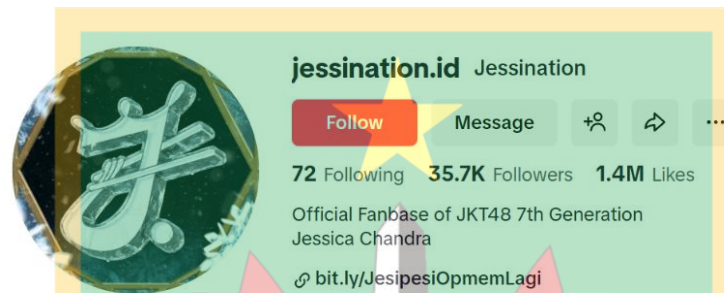 jessination.id Jessination
Follow Message
72 Following 35.7K Followers 1.4M Likes
Official Fanbase of JKT48 7th Generation
Jessica Chandra
bit.ly/JesipesiOpmemLagi